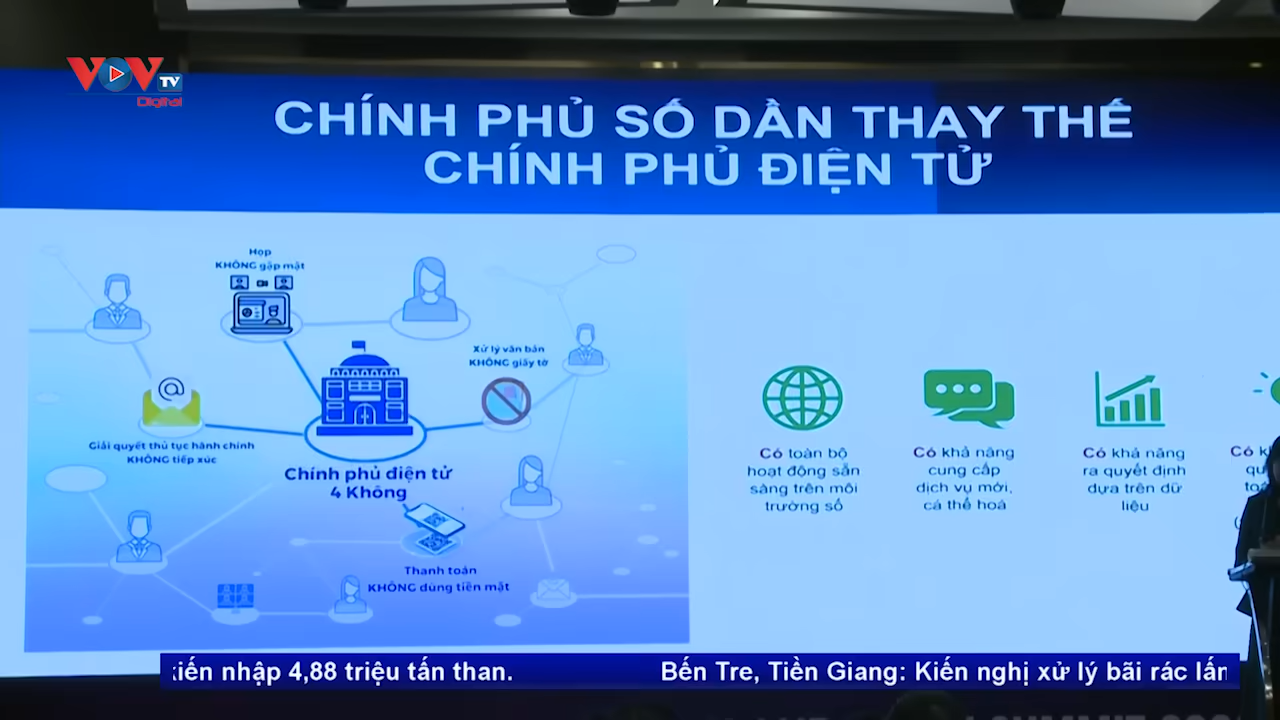 VOV TV
Digital
CHÍNH PHỦ SỐ DẦN THAY THẾ
CHÍNH PHỦ ĐIỆN TỬ
Họp
KHÔNG gặp mặt
Xử lý văn bản
KHÔNG giấy tờ
Giải quyết thủ tục hành chính
KHÔNG tiếp xúc
Chính phủ điện tử
4 Không
Thanh toán
KHÔNG dùng tiền mặt
Có toàn bộ
hoạt động sẵn
sàng trên môi
trường số
Có khả năng
cung cấp
dịch vụ mới,
cá thể hoá
Có khả năng
ra quyết định
dựa trên dữ
liệu
Có
kiến nhập 4,88 triệu tấn than.
Bến Tre, Tiền Giang: Kiến nghị xử lý bãi rác lấn